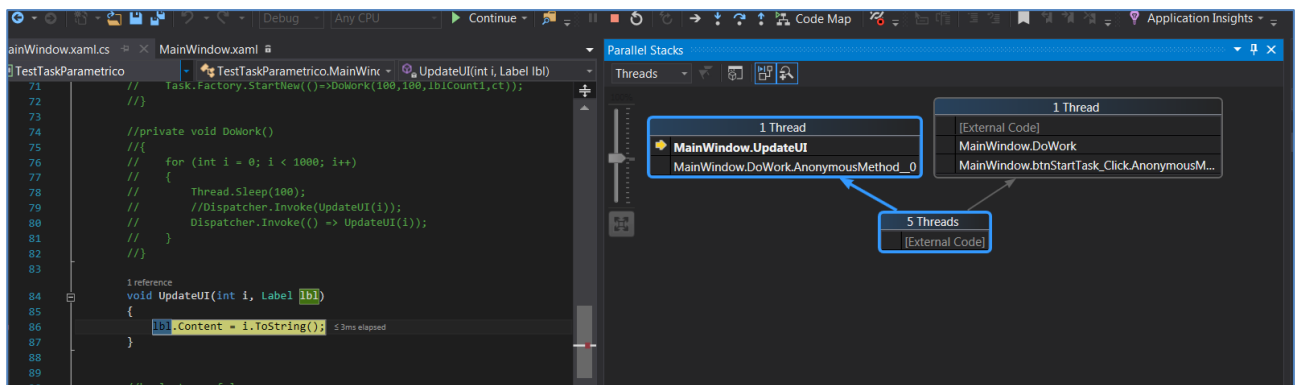 Debug Any CPU Continue Code Map Application Insights
ainWindow.xaml.cs MainWindow.xaml
TestTaskParametrico TestTaskParametrico.MainWinc UpdateUI(int i, Label lbl)
71 // Task.Factory.StartNew(()=>DoWork(100,100,lblCount1,ct));
72 //}
73
74 //private void DoWork()
75 //{
76 // for (int i = 0; i < 1000; i++)
77 // {
78 // Thread.Sleep(100);
79 // //Dispatcher.Invoke(UpdateUI(i));
80 // Dispatcher.Invoke(() => UpdateUI(i));
81 // }
82 //}
83
1 reference
84 void UpdateUI(int i, Label lbl)
85 {
86 lbl.Content = i.ToString(); ≤3ms elapsed
87 }
88
89
Parallel Stacks
Threads
1 Thread
MainWindow.UpdateUI
MainWindow.DoWork.AnonymousMethod__0
1 Thread
[External Code]
MainWindow.DoWork
MainWindow.btnStartTask_Click.AnonymousM...
5 Threads
[External Code]